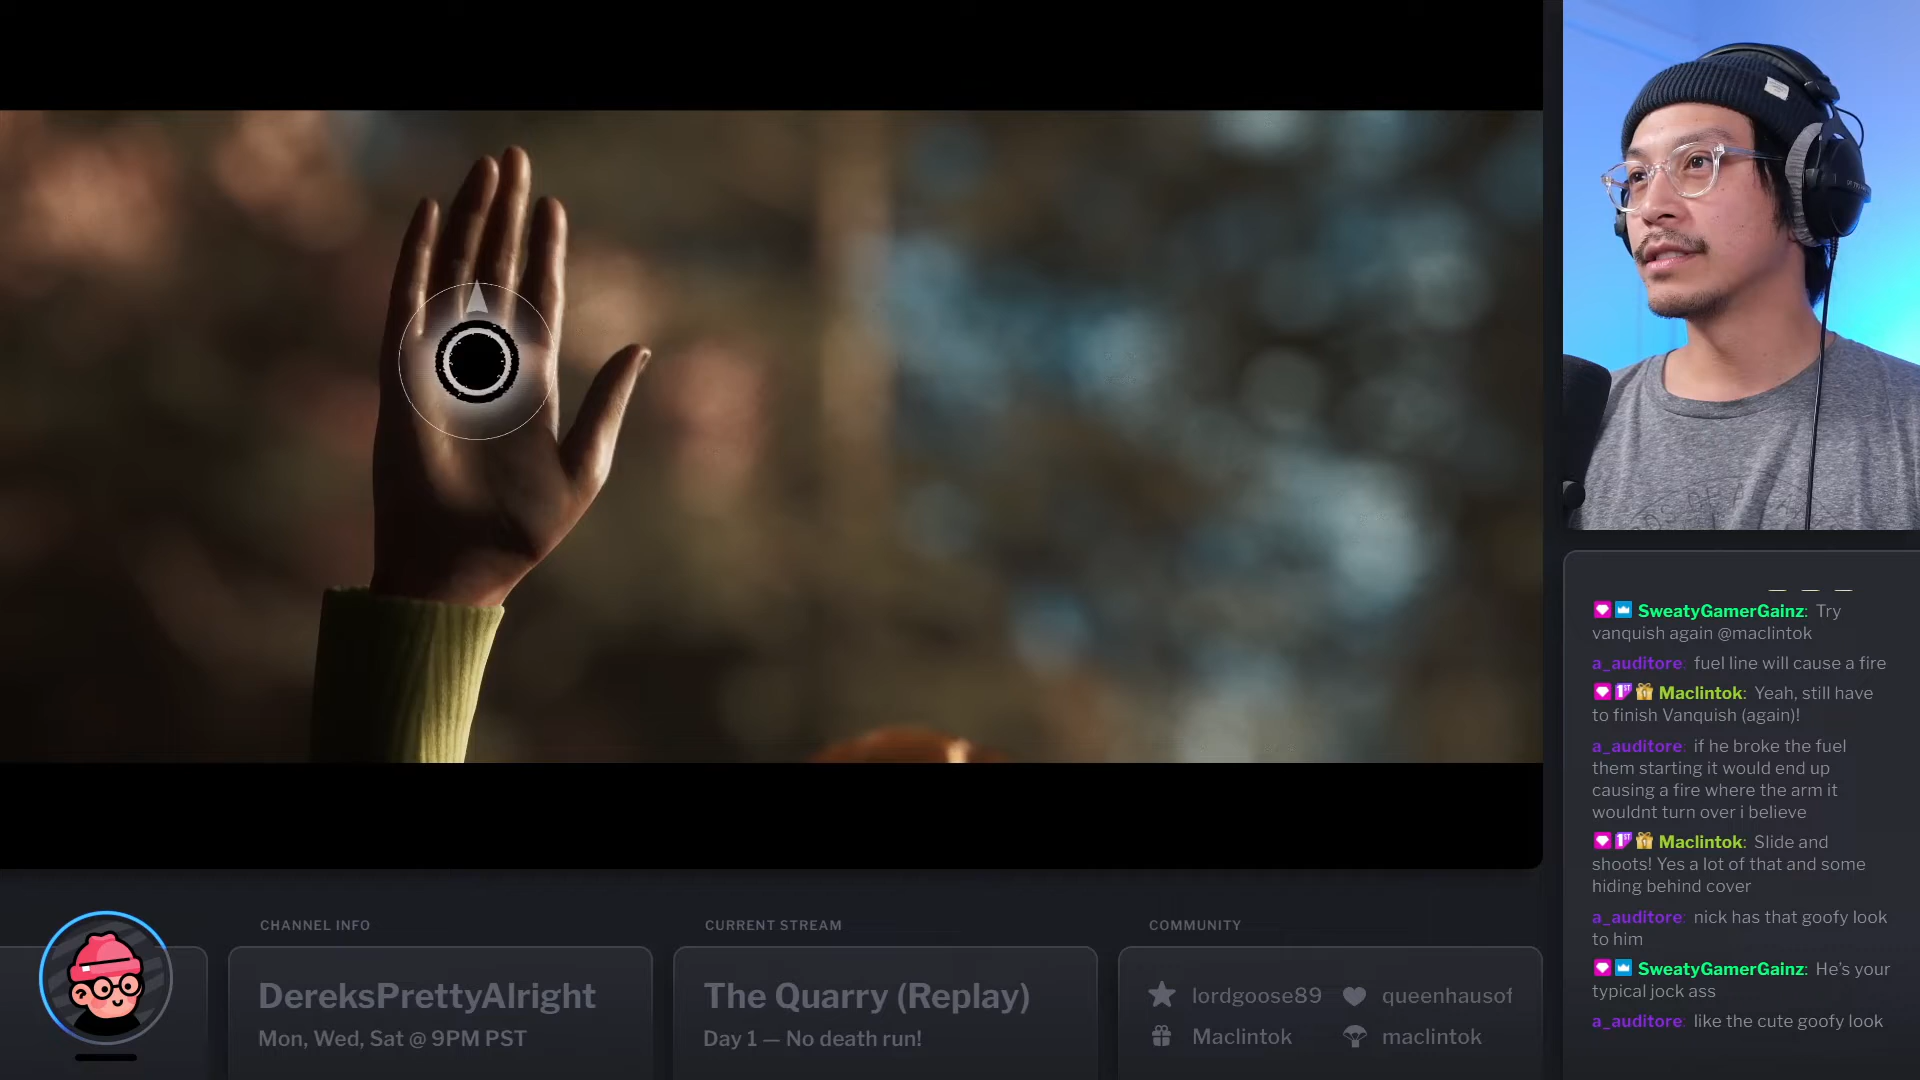 SweatyGamerGainz: Try
vanquish again @maclintok
a_auditore: fuel line will cause a fire
1ST Maclintok: Yeah, still have
to finish Vanquish (again)!
a_auditore: if he broke the fuel
them starting it would end up
causing a fire where the arm it
wouldnt turn over i believe
1ST Maclintok: Slide and
shoots! Yes a lot of that and some
hiding behind cover
a_auditore: nick has that goofy look
to him
SweatyGamerGainz: He's your
typical jock ass
a_auditore: like the cute goofy look
CHANNEL INFO
DereksPrettyAlright
Mon, Wed, Sat @ 9PM PST
CURRENT STREAM
The Quarry (Replay)
Day 1 — No death run!
COMMUNITY
lordgoose89
queenhausof
Maclintok
maclintok